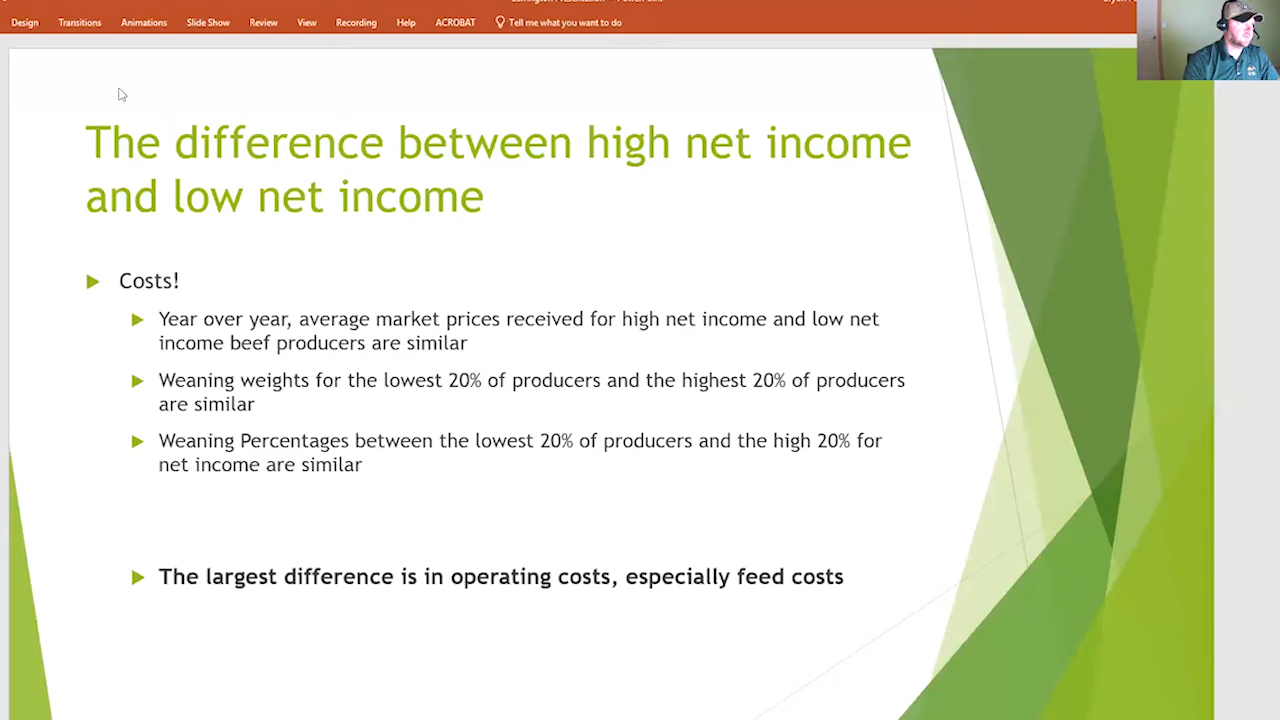 Design Transitions Animations Slide Show Review View Recording Help ACROBAT Tell me what you want to do
The difference between high net income
and low net income
Costs!
Year over year, average market prices received for high net income and low net
income beef producers are similar
Weaning weights for the lowest 20% of producers and the highest 20% of producers
are similar
Weaning Percentages between the lowest 20% of producers and the high 20% for
net income are similar
The largest difference is in operating costs, especially feed costs